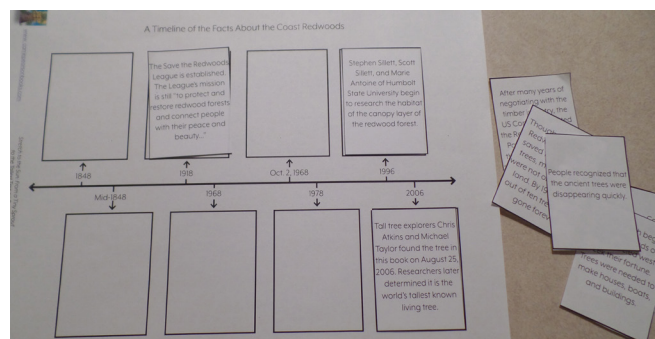 A Timeline of the Facts About the Coast Redwoods
The Save the Redwoods
League is established.
The League's mission
is still "to protect and
restore redwood forests
and connect people
with their peace and
beauty..."
Stephen Sillett, Scott
Sillett, and Marie
Antoine of Humbolt
State University begin
to research the habitat
of the canopy layer of
the redwood forest.
1848
1918
Oct. 2, 1968
1996
Mid-1848
1968
1978
2006
Tall tree explorers Chris
Atkins and Michael
Taylor found the tree in
this book on August 25,
2006. Researchers later
determined it is the
world's tallest known
living tree.
After many years of
negotiating with the
timber the
US Co
the R
Though
Redw
saved
trees, m
were not
land. By
out of ten tre
gone forev
People recognized that
the ancient trees were
disappearing quickly.
their fortune.
trees were needed to
make houses, boats,
and buildings.